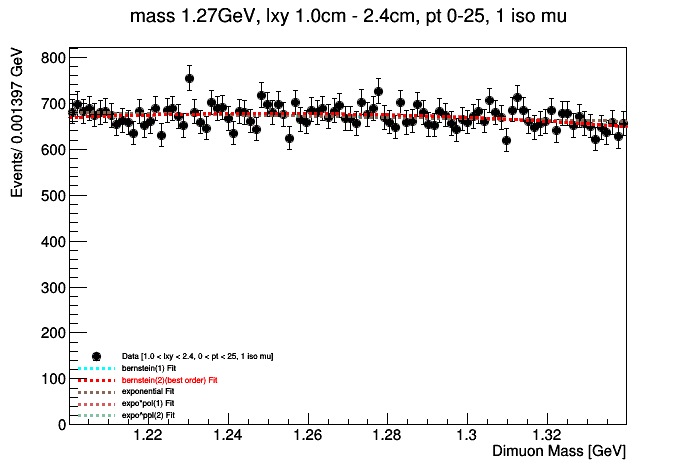 mass 1.27GeV, lxy 1.0cm - 2.4cm, pt 0-25, 1 iso mu
Events/ 0.001397 GeV
800
700
600
500
400
300
200
100
0
Data [1.0 < lxy < 2.4, 0 < pt < 25, 1 iso mu]
bernstein(1) Fit
bernstein(2)(best order) Fit
exponential Fit
expo*pol(1) Fit
expo*ppl(2) Fit
1.22
1.24
1.26
1.28
1.3
1.32
Dimuon Mass [GeV]